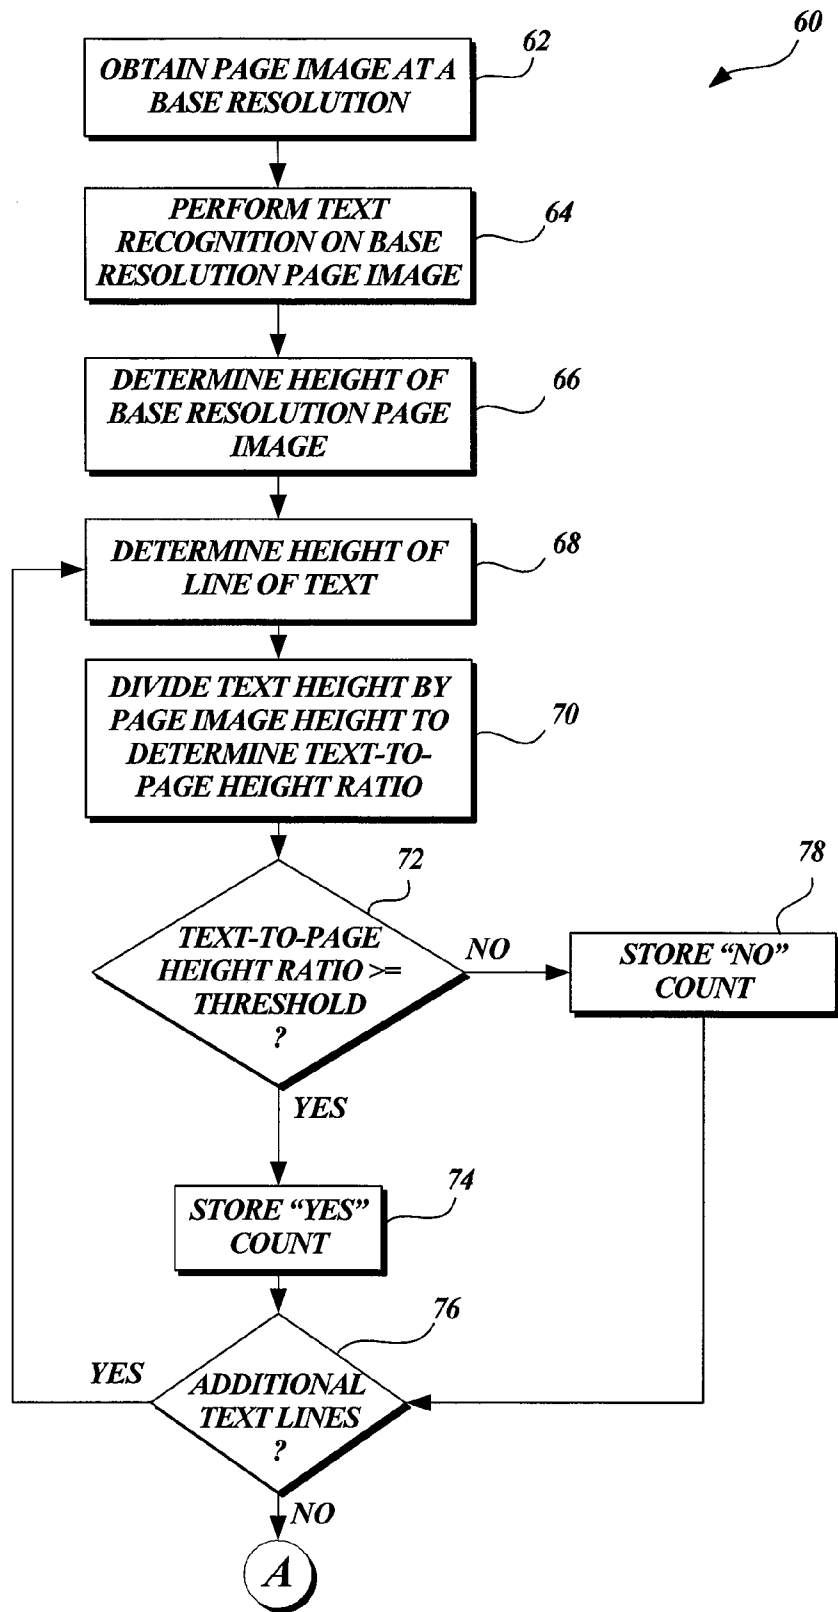 60
62
OBTAIN PAGE IMAGE AT A
BASE RESOLUTION
64
PERFORM TEXT
RECOGNITION ON BASE
RESOLUTION PAGE IMAGE
66
DETERMINE HEIGHT OF
BASE RESOLUTION PAGE
IMAGE
68
DETERMINE HEIGHT OF
LINE OF TEXT
70
DIVIDE TEXT HEIGHT BY
PAGE IMAGE HEIGHT TO
DETERMINE TEXT-TO-
PAGE HEIGHT RATIO
72
TEXT-TO-PAGE
HEIGHT RATIO >=
THRESHOLD
?
NO
78
STORE “NO”
COUNT
YES
74
STORE “YES”
COUNT
76
YES
ADDITIONAL
TEXT LINES
?
NO
A